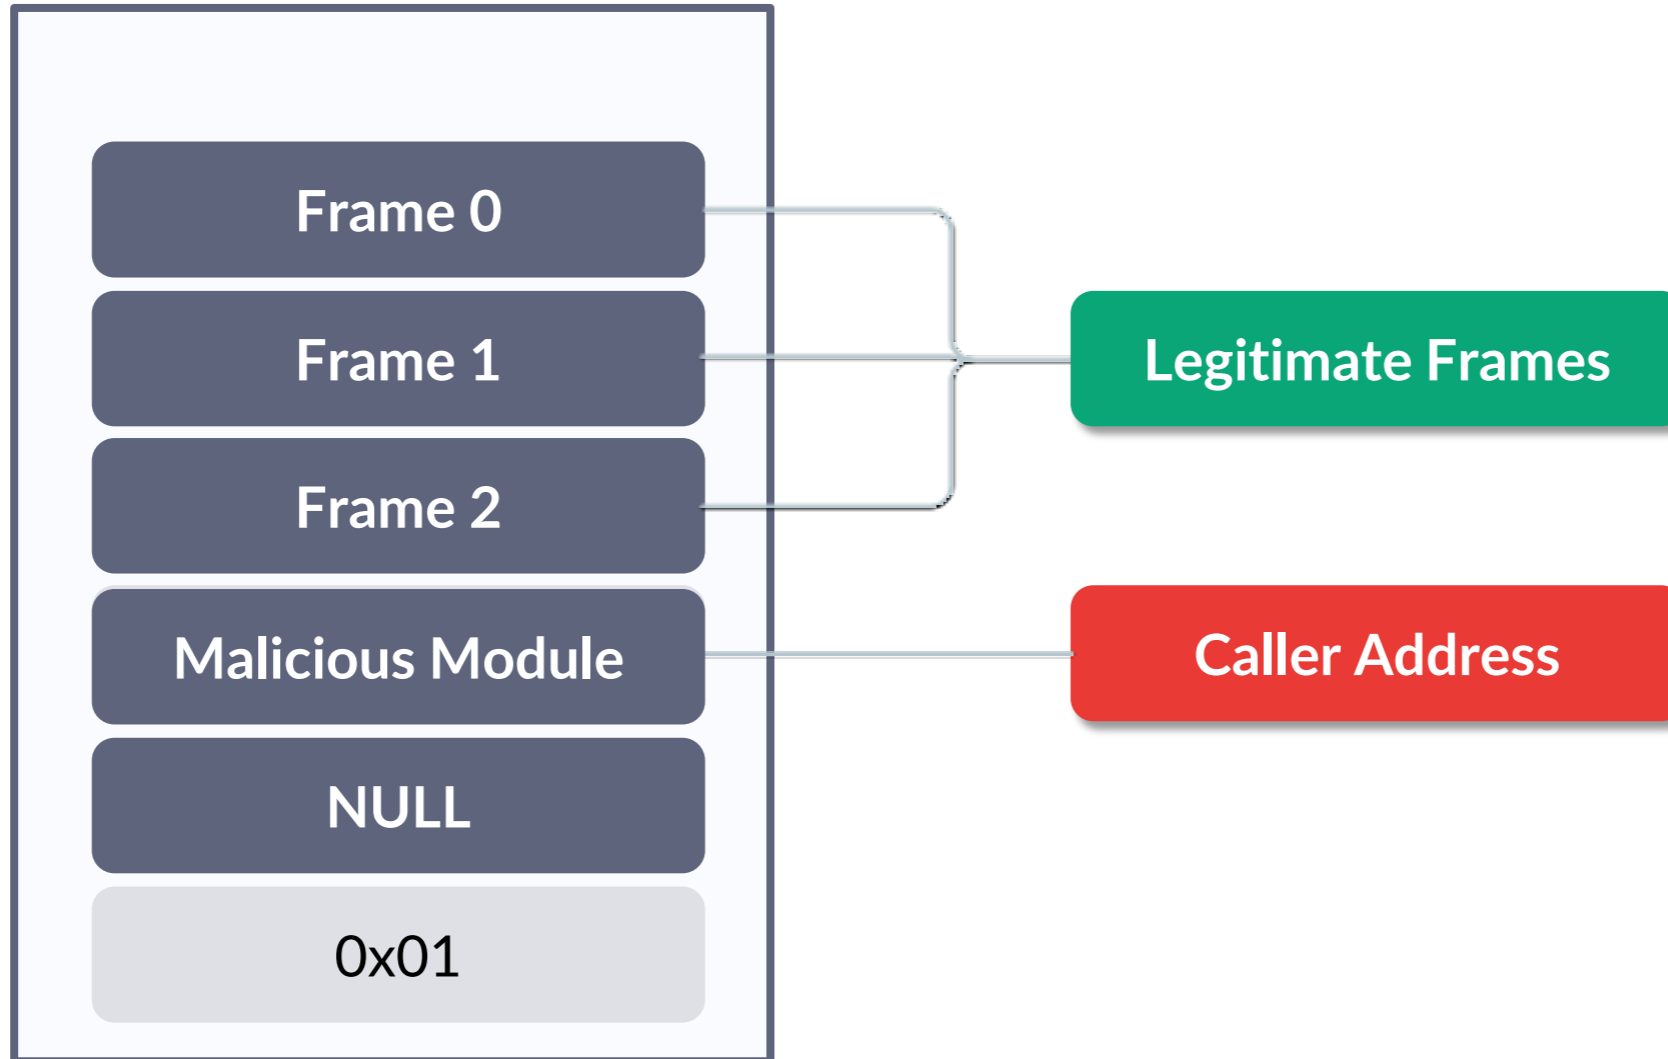 Frame 0
Frame 1
Legitimate Frames
Frame 2
Malicious Module
Caller Address
NULL
0x01